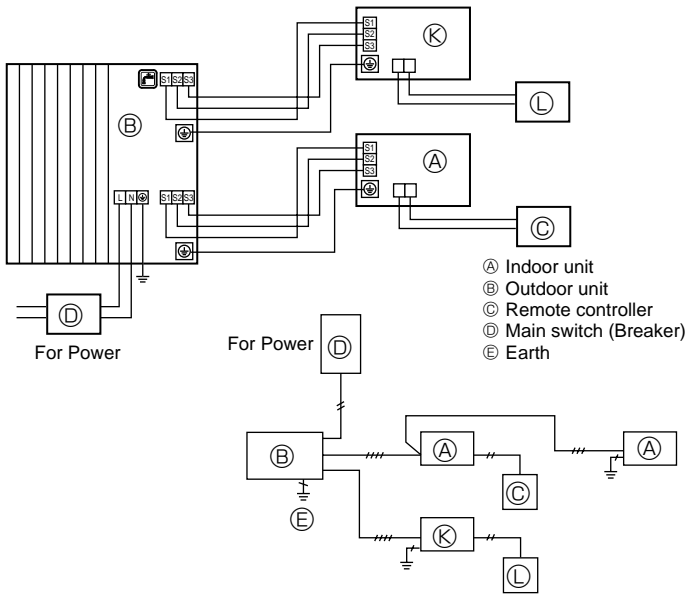 S1
S2
S3
Ⓚ
S1 S2 S3
Ⓛ
Ⓑ
S1
S2
S3
Ⓐ
L N
S1 S2 S3
Ⓒ
Ⓓ
For Power
Ⓐ Indoor unit
Ⓑ Outdoor unit
Ⓒ Remote controller
Ⓓ Main switch (Breaker)
Ⓔ Earth
For Power Ⓓ
Ⓑ
Ⓐ
Ⓐ
Ⓒ
Ⓔ
Ⓚ
Ⓛ